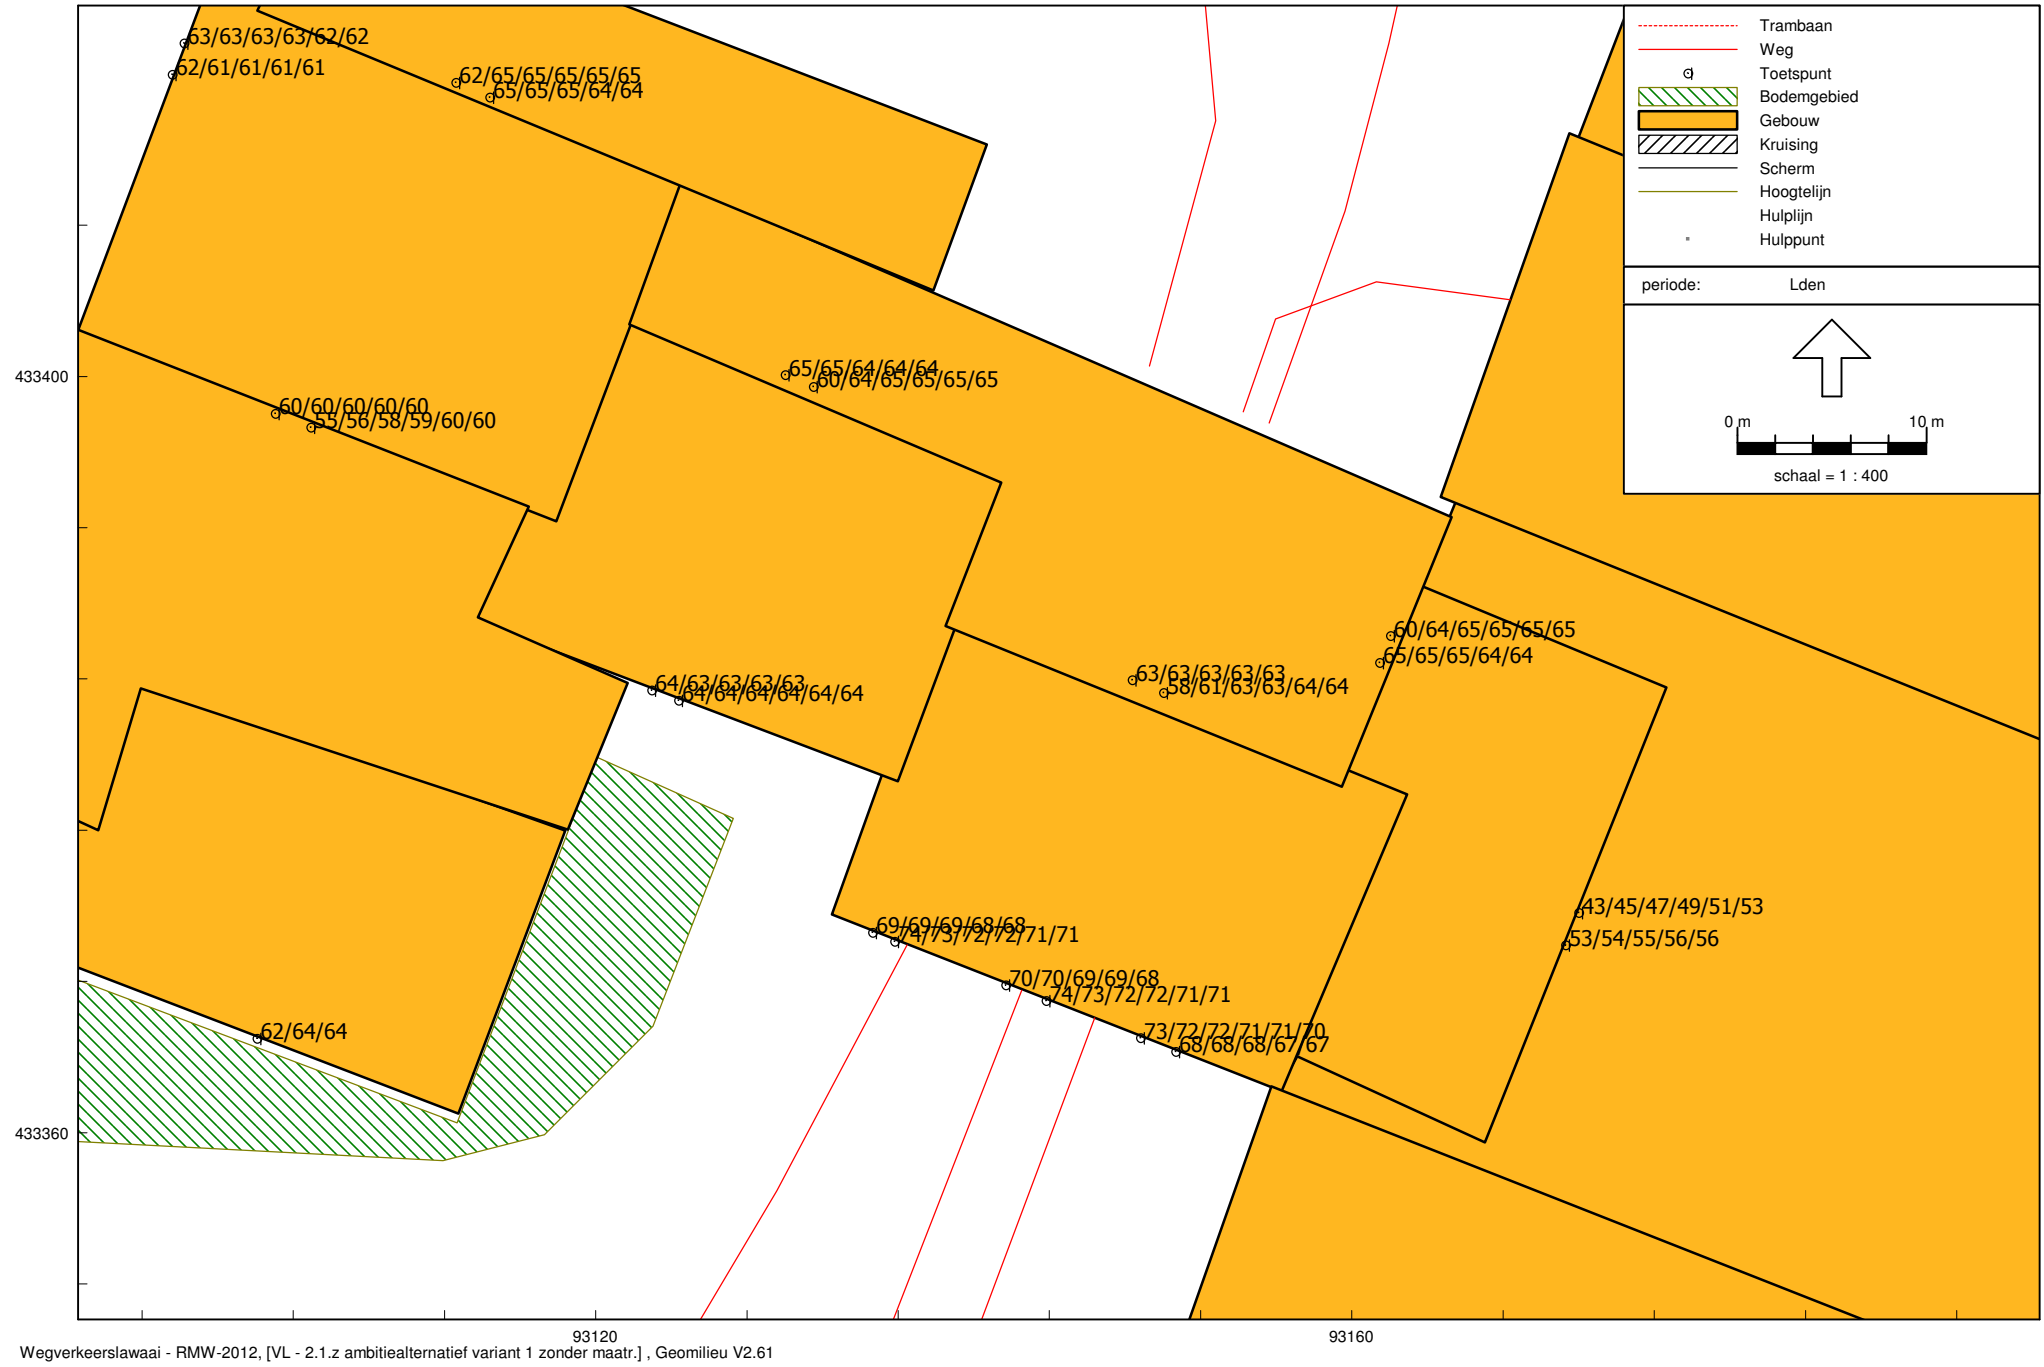 63/63/63/63/62/62
62/61/61/61/61
62/65/65/65/65/65
65/65/65/64/64
Trambaan
Weg
Toetspunt
Bodemgebied
Gebouw
Kruising
Scherm
Hoogtelijn
Hulplijn
Hulppunt
periode: Lden
0 m 10 m
schaal = 1 : 400
433400
65/65/64/64/64
60/64/65/65/65/65
60/60/60/60/60
55/56/58/59/60/60
60/64/65/65/65/65
65/65/65/64/64
63/63/63/63/63
58/61/63/63/64/64
64/63/63/63/63
64/64/64/64/64/64
43/45/47/49/51/53
53/54/55/56/56
69/69/69/68/68
74/73/72/72/71/71
70/70/69/69/68
74/73/72/72/71/71
73/72/72/71/71/70
68/68/68/67/67
62/64/64
433360
93120 93160
Wegverkeerslawaai - RMW-2012, [VL - 2.1.z ambitiealternatief variant 1 zonder maatr.] , Geomilieu V2.61